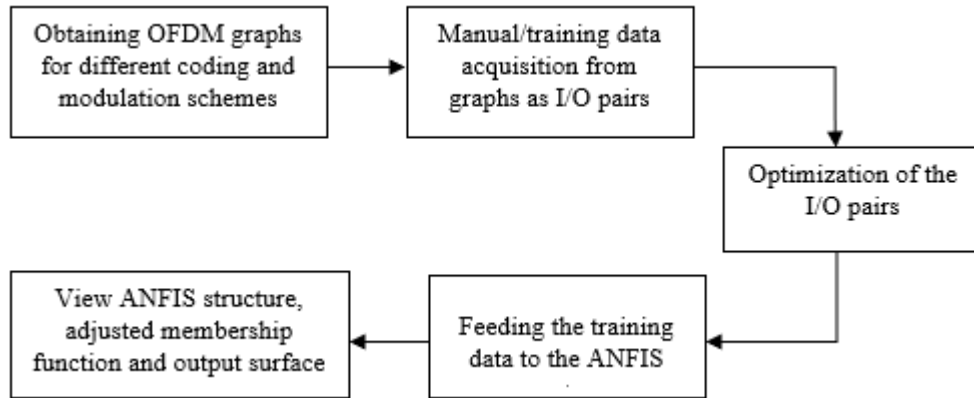 Obtaining OFDM graphs
for different coding and
modulation schemes
Manual/training data
acquisition from
graphs as I/O pairs
Optimization of the
I/O pairs
Feeding the training
data to the ANFIS
.
View ANFIS structure,
adjusted membership
function and output surface